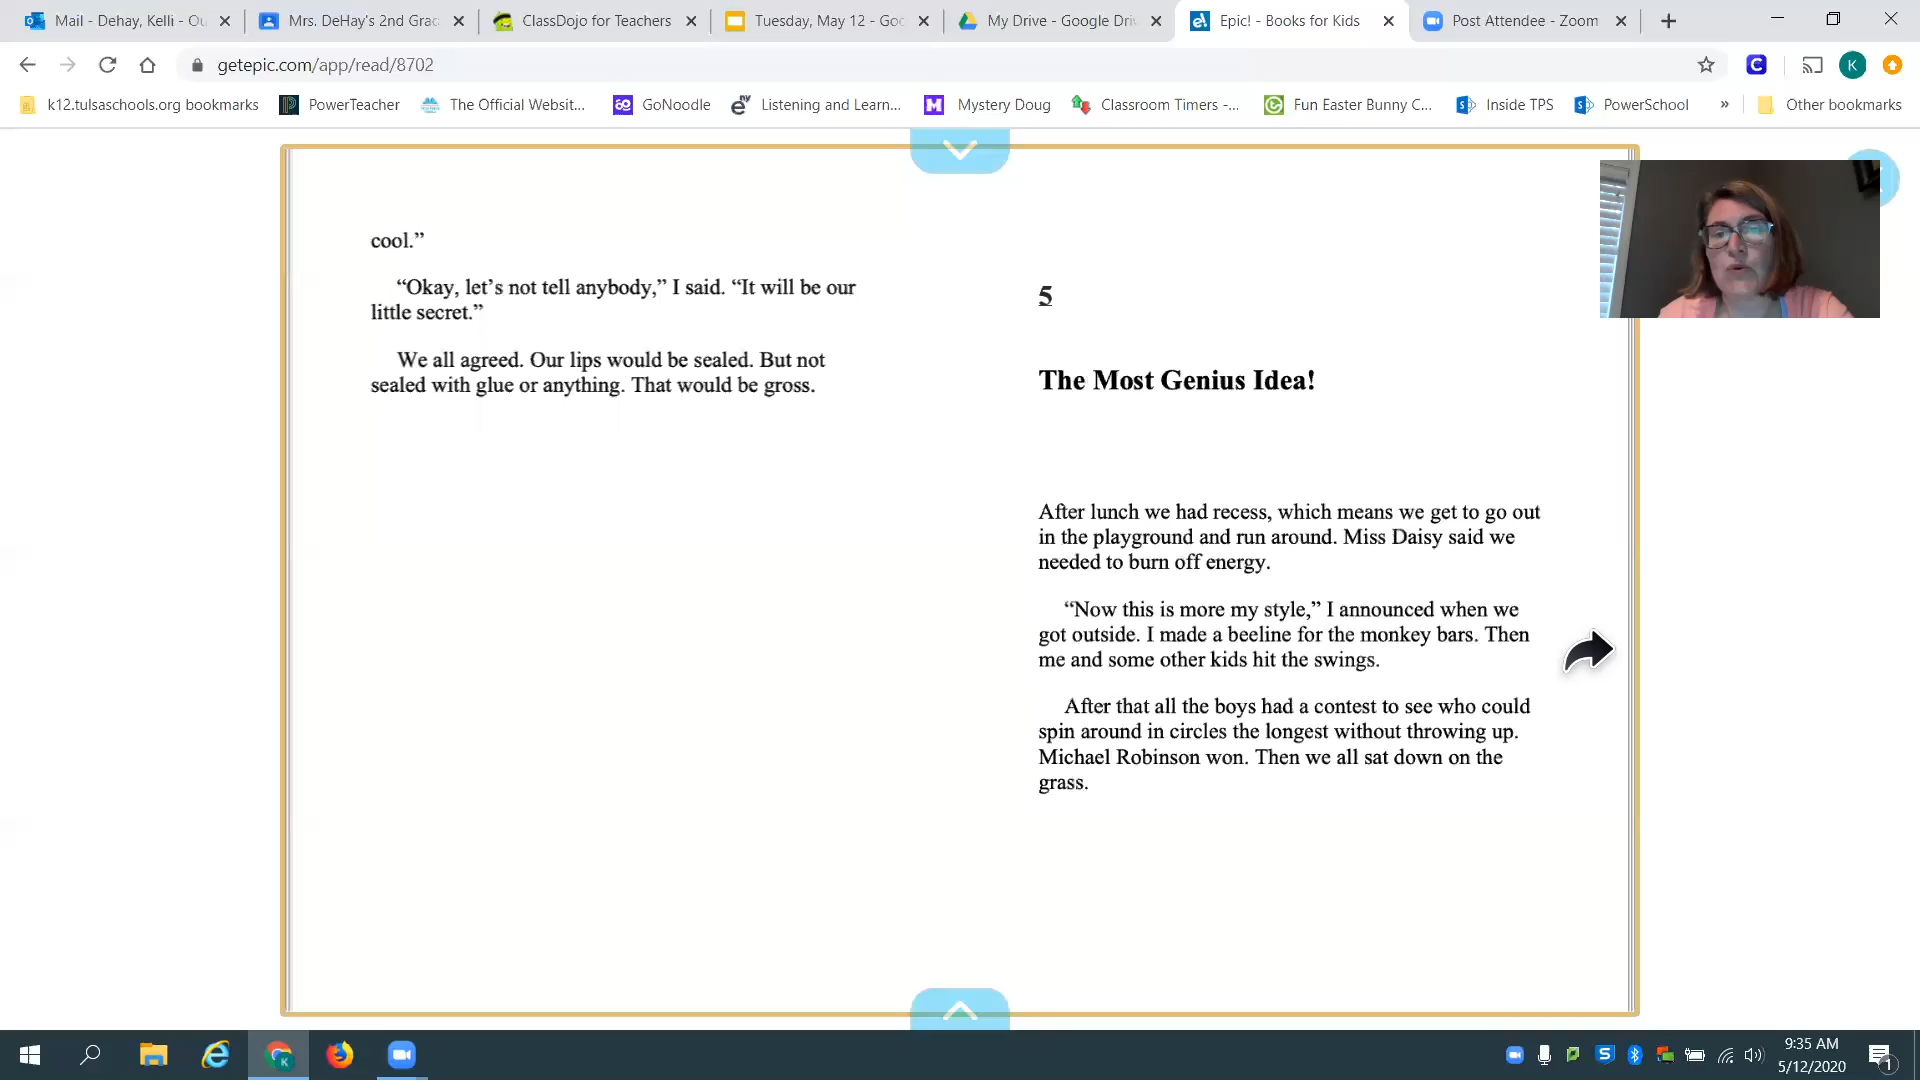 Mail - Dehay, Kelli - Ou
Mrs. DeHay's 2nd Grad
ClassDojo for Teachers
Tuesday, May 12 - Goo
My Drive - Google Driv
Epic! - Books for Kids
Post Attendee - Zoom
getepic.com/app/read/8702
K
k12.tulsaschools.org bookmarks
PowerTeacher
The Official Websit...
GoNoodle
Listening and Learn...
Mystery Doug
Classroom Timers -...
Fun Easter Bunny C...
Inside TPS
PowerSchool
»
Other bookmarks
cool.”
“Okay, let’s not tell anybody,” I said. “It will be our
little secret.”
We all agreed. Our lips would be sealed. But not
sealed with glue or anything. That would be gross.
5
The Most Genius Idea!
After lunch we had recess, which means we get to go out
in the playground and run around. Miss Daisy said we
needed to burn off energy.
“Now this is more my style,” I announced when we
got outside. I made a beeline for the monkey bars. Then
me and some other kids hit the swings.
After that all the boys had a contest to see who could
spin around in circles the longest without throwing up.
Michael Robinson won. Then we all sat down on the
grass.
9:35 AM
5/12/2020
1